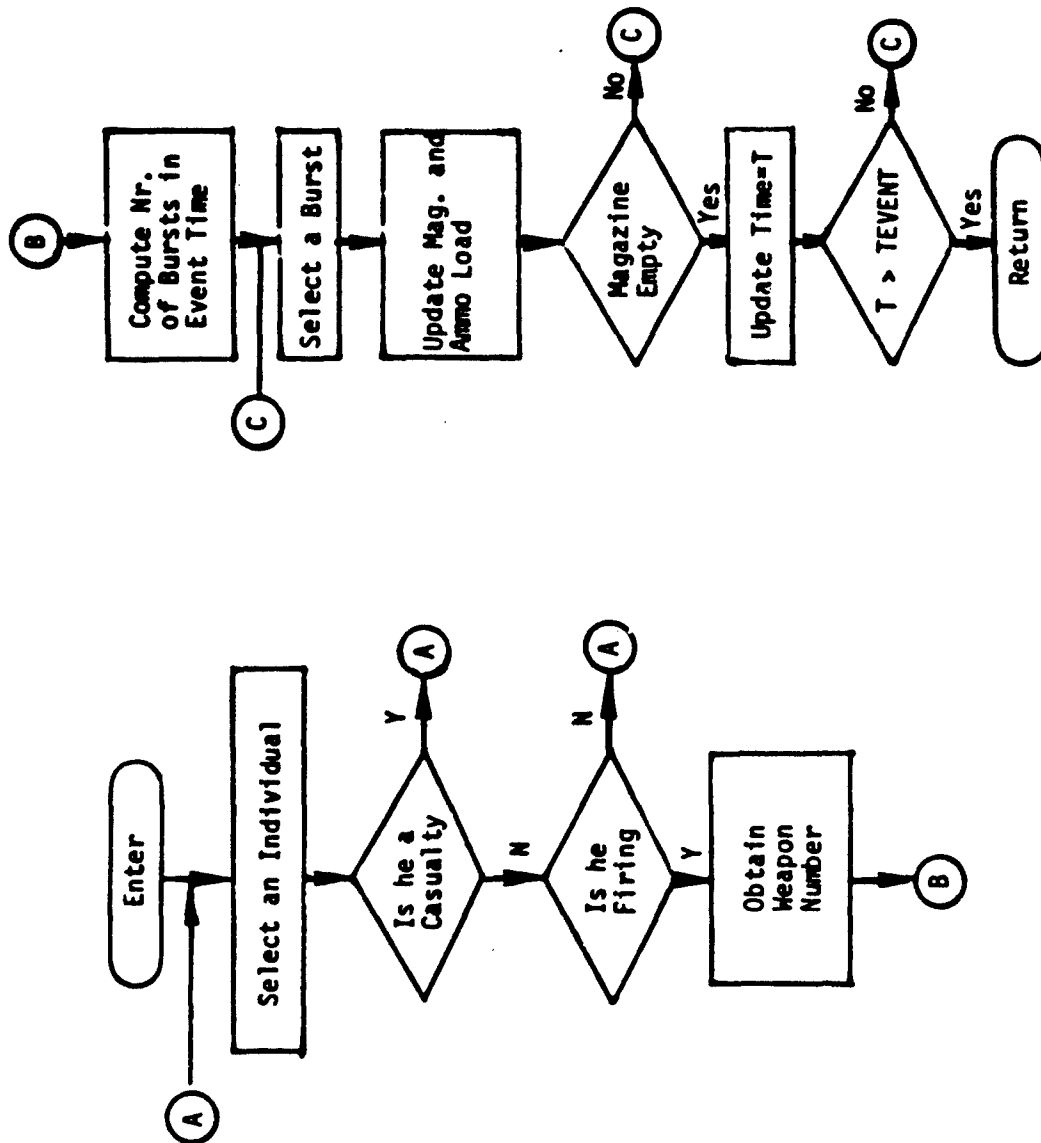 Enter
A
Select an Individual
Is he a
Casualty
Y
A
N
Is he
Firing
N
A
Y
Obtain
Weapon
Number
B
B
Compute Nr.
of Bursts in
Event Time
C
Select a Burst
Update Mag. and
Ammo Load
Magazine
Empty
No
C
Yes
Update Time=T
T > TEVENT
No
C
Yes
Return